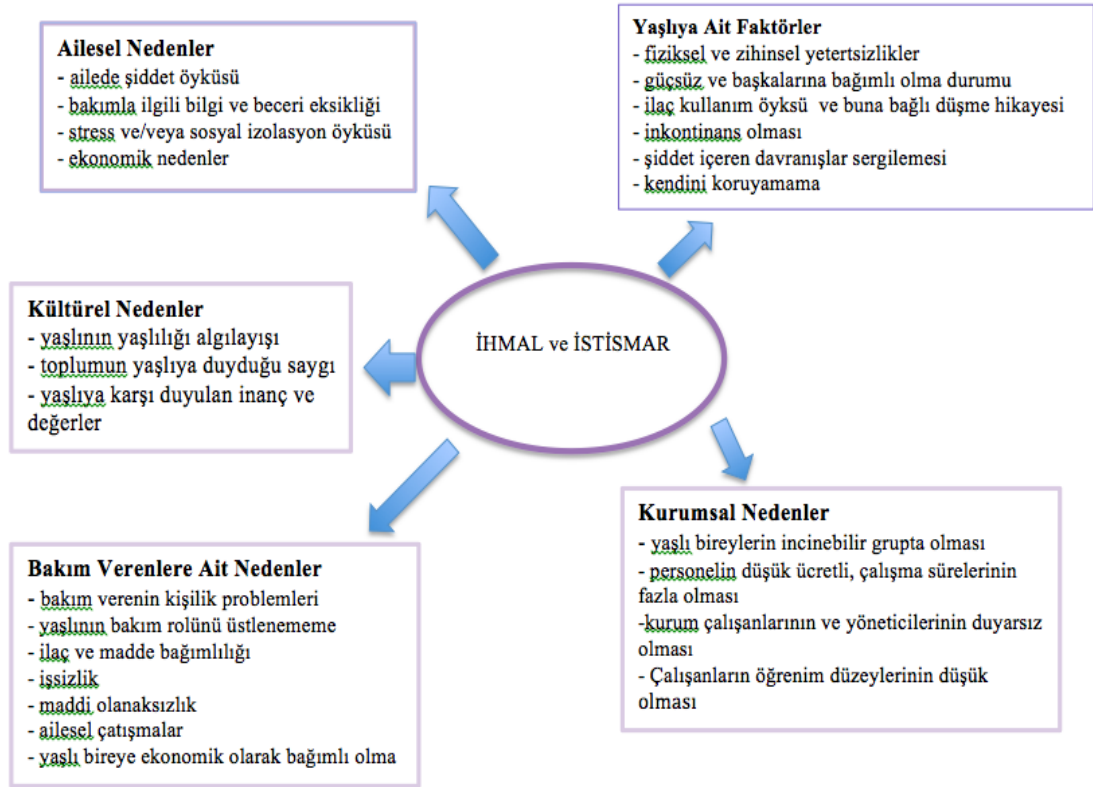 Ailesel Nedenler
- ailede şiddet öyküsü
- bakımla ilgili bilgi ve beceri eksikliği
- stress ve/veya sosyal izolasyon öyküsü
- ekonomik nedenler
Yaşlıya Ait Faktörler
- fiziksel ve zihinsel yetertsizlikler
- güçsüz ve başkalarına bağımlı olma durumu
- ilaç kullanım öyksü ve buna bağlı düşme hikayesi
- inkontinans olması
- şiddet içeren davranışlar sergilemesi
- kendini koruyamama
Kültürel Nedenler
- yaşlının yaşlılığı algılayışı
- toplumun yaşlıya duyduğu saygı
- yaşlıya karşı duyulan inanç ve
değerler
İHMAL ve İSTİSMAR
Bakım Verenlere Ait Nedenler
- bakım verenin kişilik problemleri
- yaşlının bakım rolünü üstlenememe
- ilaç ve madde bağımlılığı
- işsizlik
- maddi olanaksızlık
- ailesel çatışmalar
- yaşlı bireye ekonomik olarak bağımlı olma
Kurumsal Nedenler
- yaşlı bireylerin incinebilir grupta olması
- personelin düşük ücretli, çalışma sürelerinin
fazla olması
-kurum çalışanlarının ve yöneticilerinin duyarsız
olması
- Çalışanların öğrenim düzeylerinin düşük
olması